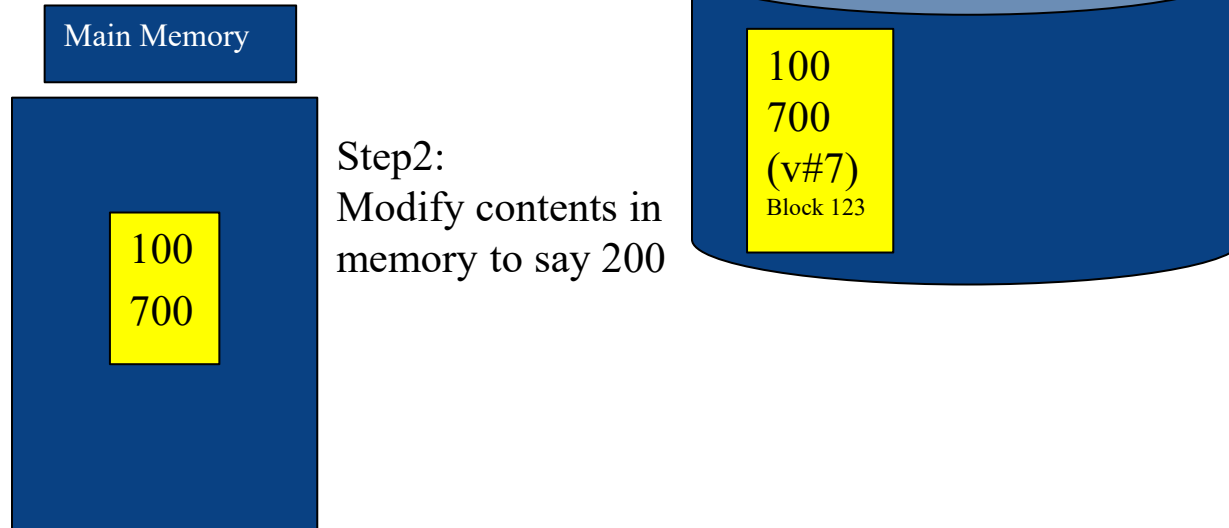 Main Memory
100
700
Step2:
Modify contents in
memory to say 200
100
700
(v#7)
Block 123